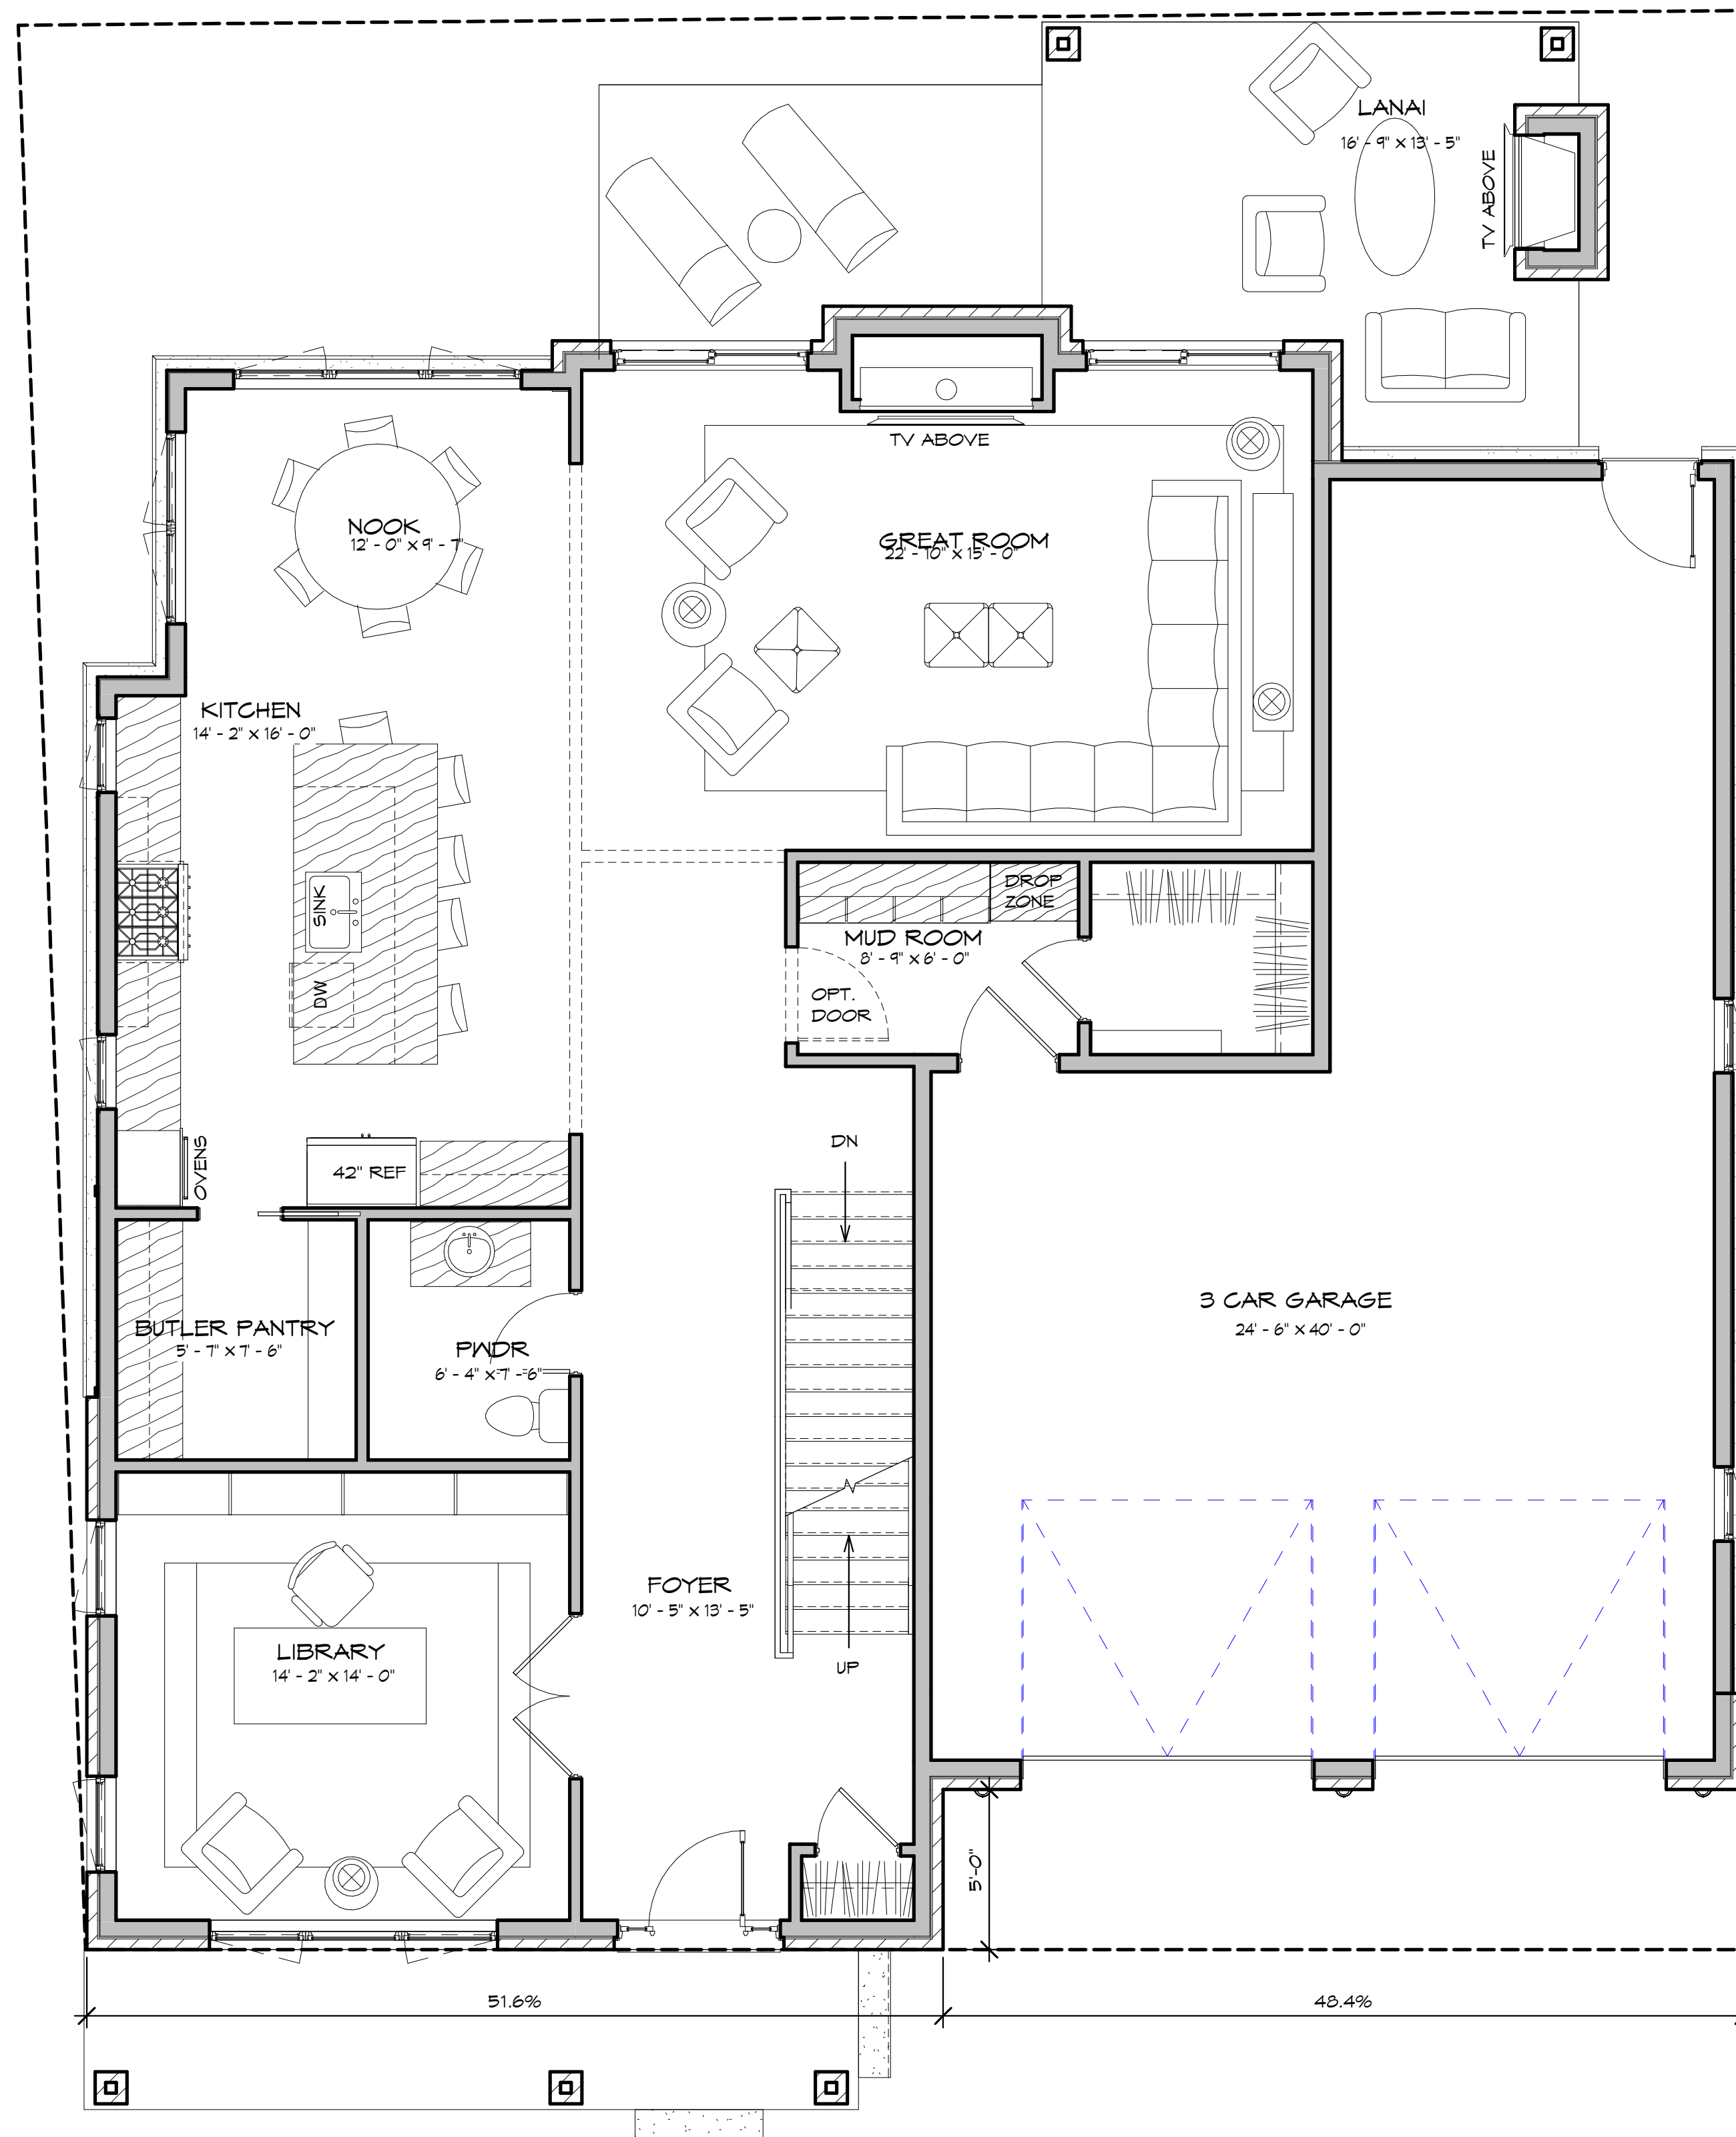 LANAI
16' - 9" x 13' - 5"
TV ABOVE
TV ABOVE
NOOK
12' - 0" x 9' - 7"
GREAT ROOM
22' - 10" x 15' - 0"
KITCHEN
14' - 2" x 16' - 0"
SINK
DW
DROP
ZONE
MUD ROOM
8' - 9" x 6' - 0"
OPT.
DOOR
OVENS
42" REF
DN
3 CAR GARAGE
24' - 6" x 40' - 0"
BUTLER PANTRY
5' - 7" x 7' - 6"
PWDR
6' - 4" x 7' - 6"
FOYER
10' - 5" x 13' - 5"
LIBRARY
14' - 2" x 14' - 0"
UP
5'-0"
51.6%
48.4%